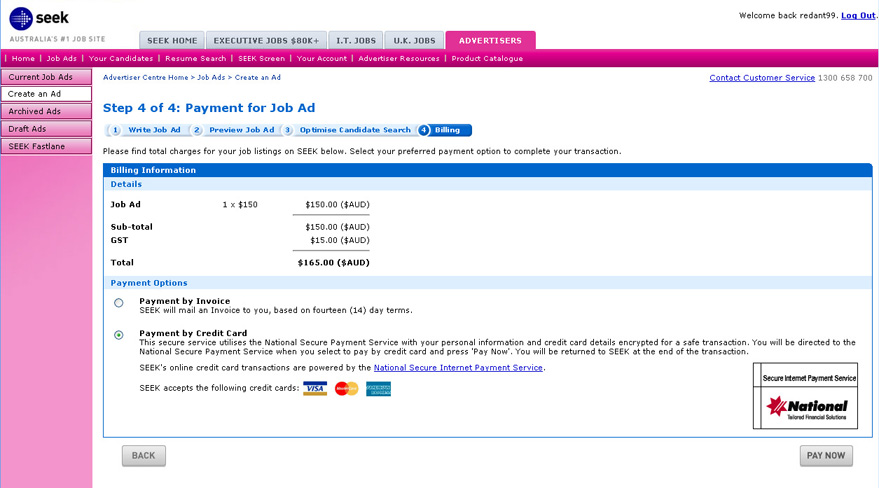 seek
AUSTRALIA'S #1 JOB SITE
Welcome back redant99. Log Out.
SEEK HOME EXECUTIVE JOBS $80K+ I.T. JOBS U.K. JOBS ADVERTISERS
| Home | Job Ads | Your Candidates | Resume Search | SEEK Screen | Your Account | Advertiser Resources | Product Catalogue
Current Job Ads
Create an Ad
Archived Ads
Draft Ads
SEEK Fastlane
Advertiser Centre Home > Job Ads > Create an Ad
Contact Customer Service 1300 658 700
Step 4 of 4: Payment for Job Ad
1 Write Job Ad 2 Preview Job Ad 3 Optimise Candidate Search 4 Billing
Please find total charges for your job listings on SEEK below. Select your preferred payment option to complete your transaction.
Billing Information
Details
Job Ad 1 x $150 $150.00 ($AUD)
Sub-total $150.00 ($AUD)
GST $15.00 ($AUD)
Total $165.00 ($AUD)
Payment Options
Payment by Invoice
SEEK will mail an Invoice to you, based on fourteen (14) day terms.
Payment by Credit Card
This secure service utilises the National Secure Payment Service with your personal information and credit card details encrypted for a safe transaction. You will be directed to the
National Secure Payment Service when you select to pay by credit card and press 'Pay Now'. You will be returned to SEEK at the end of the transaction.
SEEK's online credit card transactions are powered by the National Secure Internet Payment Service.
SEEK accepts the following credit cards: VISA
Secure Internet Payment Service
National
Tailored Financial Solutions
BACK
PAY NOW